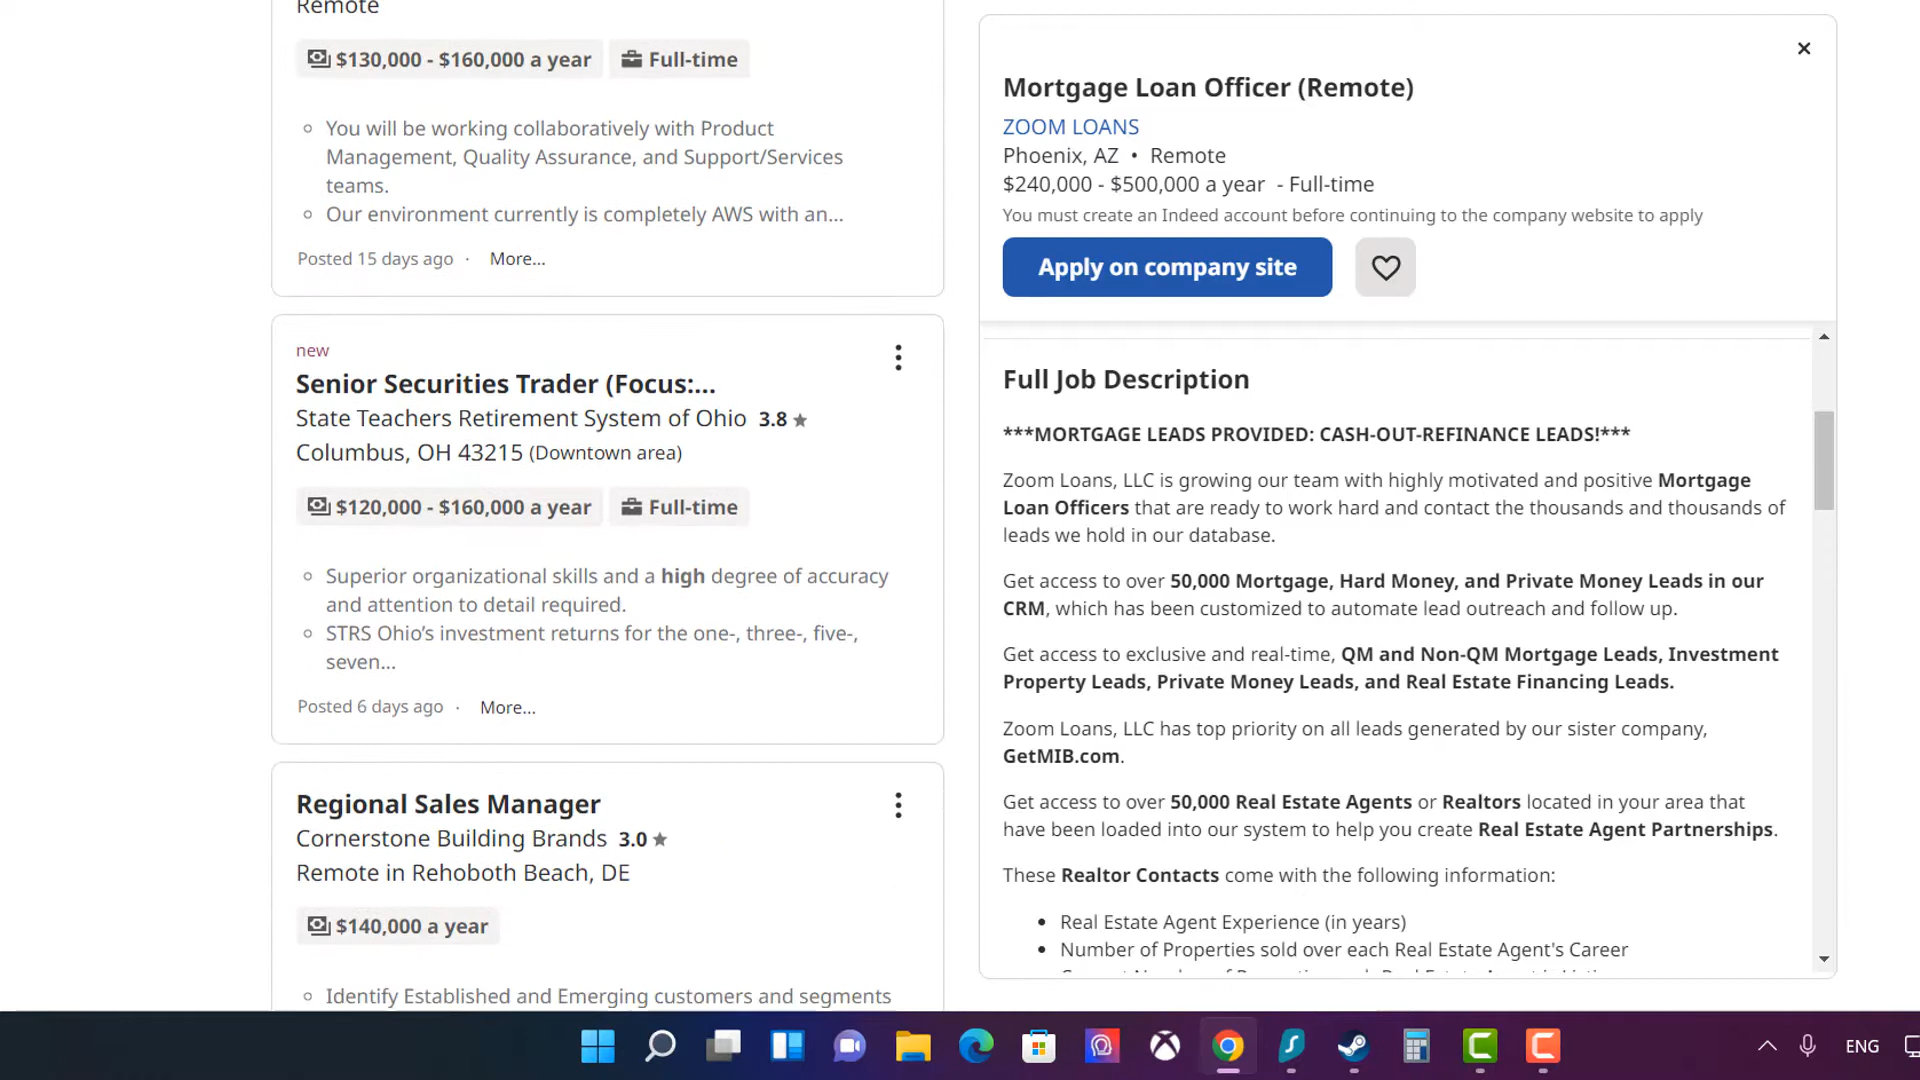 Remote
$130,000 - $160,000 a year
Full-time
You will be working collaboratively with Product
Management, Quality Assurance, and Support/Services
teams.
Our environment currently is completely AWS with an...
Posted 15 days ago · More...
new
Senior Securities Trader (Focus:...
State Teachers Retirement System of Ohio 3.8
Columbus, OH 43215 (Downtown area)
$120,000 - $160,000 a year
Full-time
Superior organizational skills and a high degree of accuracy
and attention to detail required.
STRS Ohio’s investment returns for the one-, three-, five-,
seven...
Posted 6 days ago · More...
Regional Sales Manager
Cornerstone Building Brands 3.0
Remote in Rehoboth Beach, DE
$140,000 a year
Identify Established and Emerging customers and segments
Mortgage Loan Officer (Remote)
ZOOM LOANS
Phoenix, AZ • Remote
$240,000 - $500,000 a year - Full-time
You must create an Indeed account before continuing to the company website to apply
Apply on company site
Full Job Description
***MORTGAGE LEADS PROVIDED: CASH-OUT-REFINANCE LEADS!***
Zoom Loans, LLC is growing our team with highly motivated and positive Mortgage
Loan Officers that are ready to work hard and contact the thousands and thousands of
leads we hold in our database.
Get access to over 50,000 Mortgage, Hard Money, and Private Money Leads in our
CRM, which has been customized to automate lead outreach and follow up.
Get access to exclusive and real-time, QM and Non-QM Mortgage Leads, Investment
Property Leads, Private Money Leads, and Real Estate Financing Leads.
Zoom Loans, LLC has top priority on all leads generated by our sister company,
GetMIB.com.
Get access to over 50,000 Real Estate Agents or Realtors located in your area that
have been loaded into our system to help you create Real Estate Agent Partnerships.
These Realtor Contacts come with the following information:
Real Estate Agent Experience (in years)
Number of Properties sold over each Real Estate Agent's Career
ENG